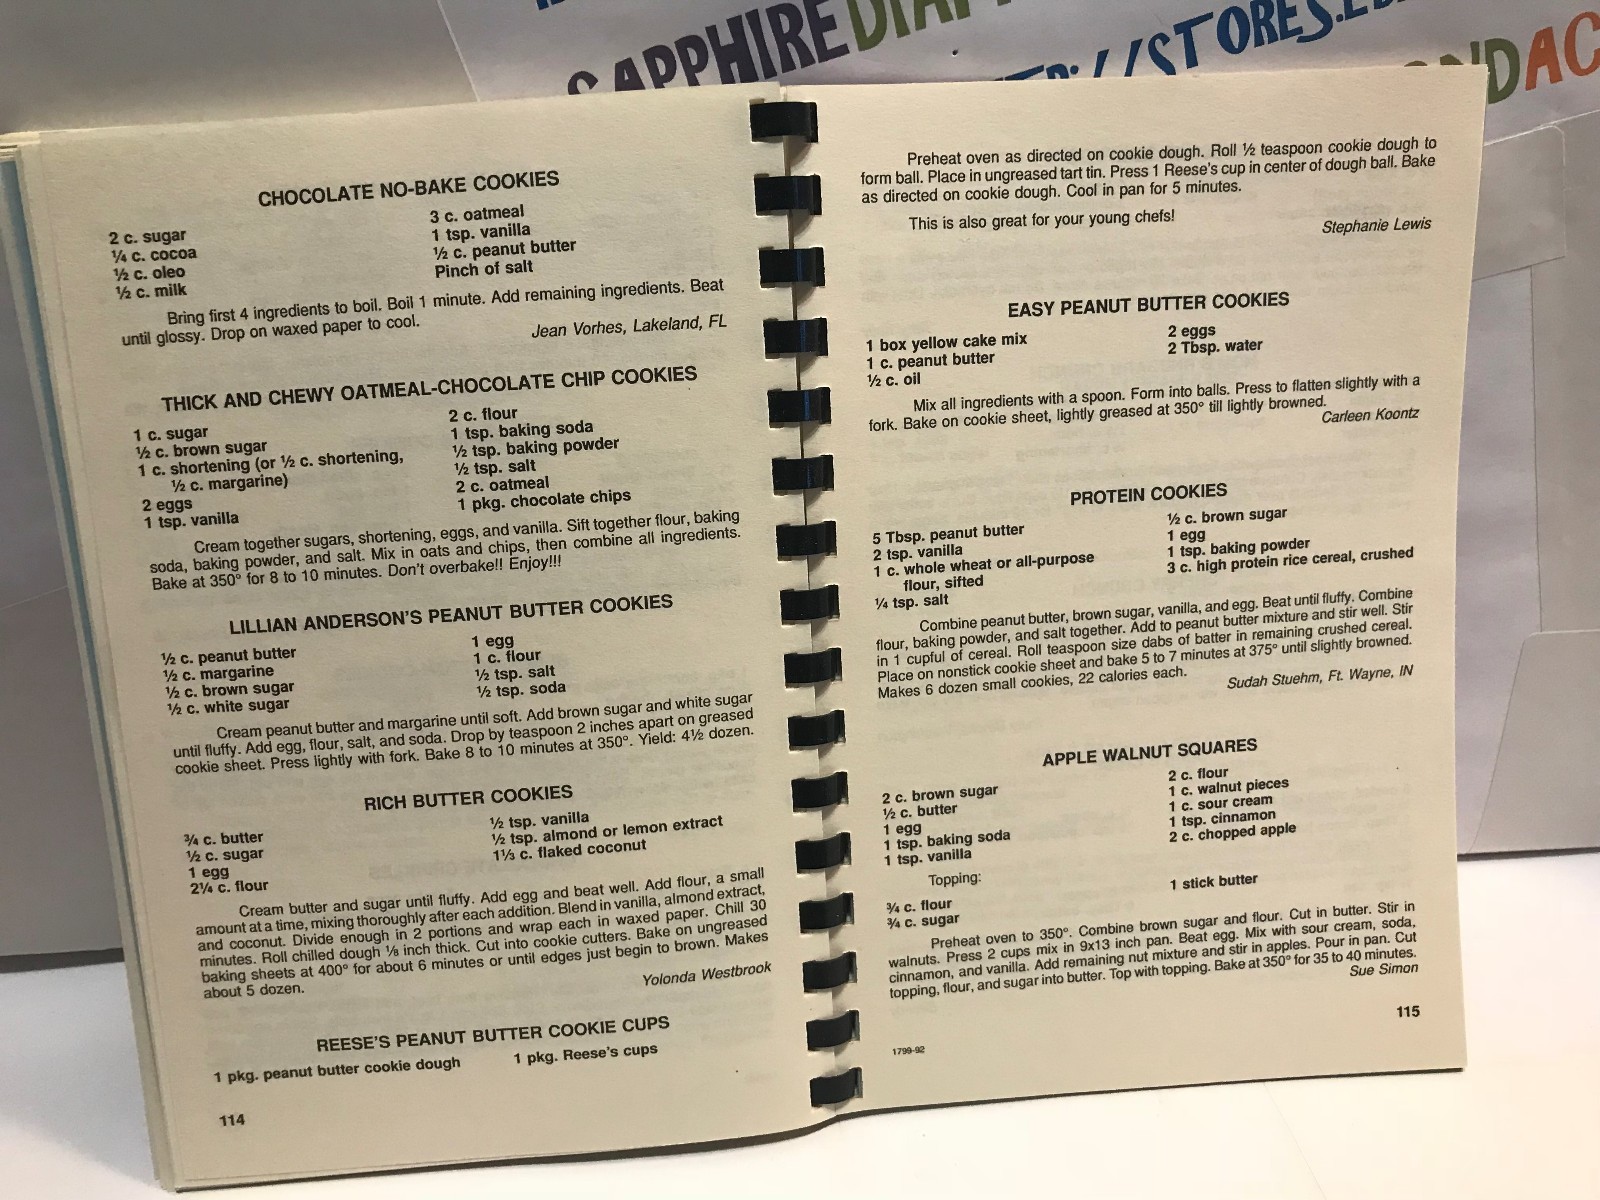 SAPPHIRE
CHOCOLATE NO-BAKE COOKIES
2 c. sugar
¼ c. cocoa
½ c. oleo
½ c. milk
3 c. oatmeal
1 tsp. vanilla
½ c. peanut butter
Pinch of salt
Bring first 4 ingredients to boil. Boil 1 minute. Add remaining ingredients. Beat
until glossy. Drop on waxed paper to cool.
Jean Vorhes, Lakeland, FL
THICK AND CHEWY OATMEAL-CHOCOLATE CHIP COOKIES
1 c. sugar
½ c. brown sugar
1 c. shortening (or ½ c. shortening,
½ c. margarine)
2 eggs
1 tsp. vanilla
2 c. flour
1 tsp. baking soda
½ tsp. baking powder
½ tsp. salt
2 c. oatmeal
1 pkg. chocolate chips
Cream together sugars, shortening, eggs, and vanilla. Sift together flour, baking
soda, baking powder, and salt. Mix in oats and chips, then combine all ingredients.
Bake at 350° for 8 to 10 minutes. Don't overbake!! Enjoy!!!
LILLIAN ANDERSON'S PEANUT BUTTER COOKIES
½ c. peanut butter
½ c. margarine
½ c. brown sugar
½ c. white sugar
1 egg
1 c. flour
½ tsp. salt
½ tsp. soda
Cream peanut butter and margarine until soft. Add brown sugar and white sugar
until fluffy. Add egg, flour, salt, and soda. Drop by teaspoon 2 inches apart on greased
cookie sheet. Press lightly with fork. Bake 8 to 10 minutes at 350°. Yield: 4½ dozen.
RICH BUTTER COOKIES
¾ c. butter
½ c. sugar
1 egg
2¼ c. flour
½ tsp. vanilla
½ tsp. almond or lemon extract
1⅓ c. flaked coconut
Cream butter and sugar until fluffy. Add egg and beat well. Add flour, a small
amount at a time, mixing thoroughly after each addition. Blend in vanilla, almond extract,
and coconut. Divide enough in 2 portions and wrap each in waxed paper. Chill 30
minutes. Roll chilled dough ⅛ inch thick. Cut into cookie cutters. Bake on ungreased
baking sheets at 400° for about 6 minutes or until edges just begin to brown. Makes
about 5 dozen.
Yolonda Westbrook
REESE'S PEANUT BUTTER COOKIE CUPS
1 pkg. peanut butter cookie dough
1 pkg. Reese's cups
114
Preheat oven as directed on cookie dough. Roll ½ teaspoon cookie dough to
form ball. Place in ungreased tart tin. Press 1 Reese's cup in center of dough ball. Bake
as directed on cookie dough. Cool in pan for 5 minutes.
This is also great for your young chefs!
Stephanie Lewis
EASY PEANUT BUTTER COOKIES
1 box yellow cake mix
1 c. peanut butter
½ c. oil
2 eggs
2 Tbsp. water
Mix all ingredients with a spoon. Form into balls. Press to flatten slightly with a
fork. Bake on cookie sheet, lightly greased at 350° till lightly browned.
Carleen Koontz
PROTEIN COOKIES
5 Tbsp. peanut butter
2 tsp. vanilla
1 c. whole wheat or all-purpose
flour, sifted
¼ tsp. salt
½ c. brown sugar
1 egg
1 tsp. baking powder
3 c. high protein rice cereal, crushed
Combine peanut butter, brown sugar, vanilla, and egg. Beat until fluffy. Combine
flour, baking powder, and salt together. Add to peanut butter mixture and stir well. Stir
in 1 cupful of cereal. Roll teaspoon size dabs of batter in remaining crushed cereal.
Place on nonstick cookie sheet and bake 5 to 7 minutes at 375° until slightly browned.
Makes 6 dozen small cookies, 22 calories each.
Sudah Stuehm, Ft. Wayne, IN
APPLE WALNUT SQUARES
2 c. brown sugar
½ c. butter
1 egg
1 tsp. baking soda
1 tsp. vanilla
2 c. flour
1 c. walnut pieces
1 c. sour cream
1 tsp. cinnamon
2 c. chopped apple
Topping:
¾ c. flour
¾ c. sugar
1 stick butter
Preheat oven to 350°. Combine brown sugar and flour. Cut in butter. Stir in
walnuts. Press 2 cups mix in 9x13 inch pan. Beat egg. Mix with sour cream, soda,
cinnamon, and vanilla. Add remaining nut mixture and stir in apples. Pour in pan. Cut
topping, flour, and sugar into butter. Top with topping. Bake at 350° for 35 to 40 minutes.
Sue Simon
1799-92
115